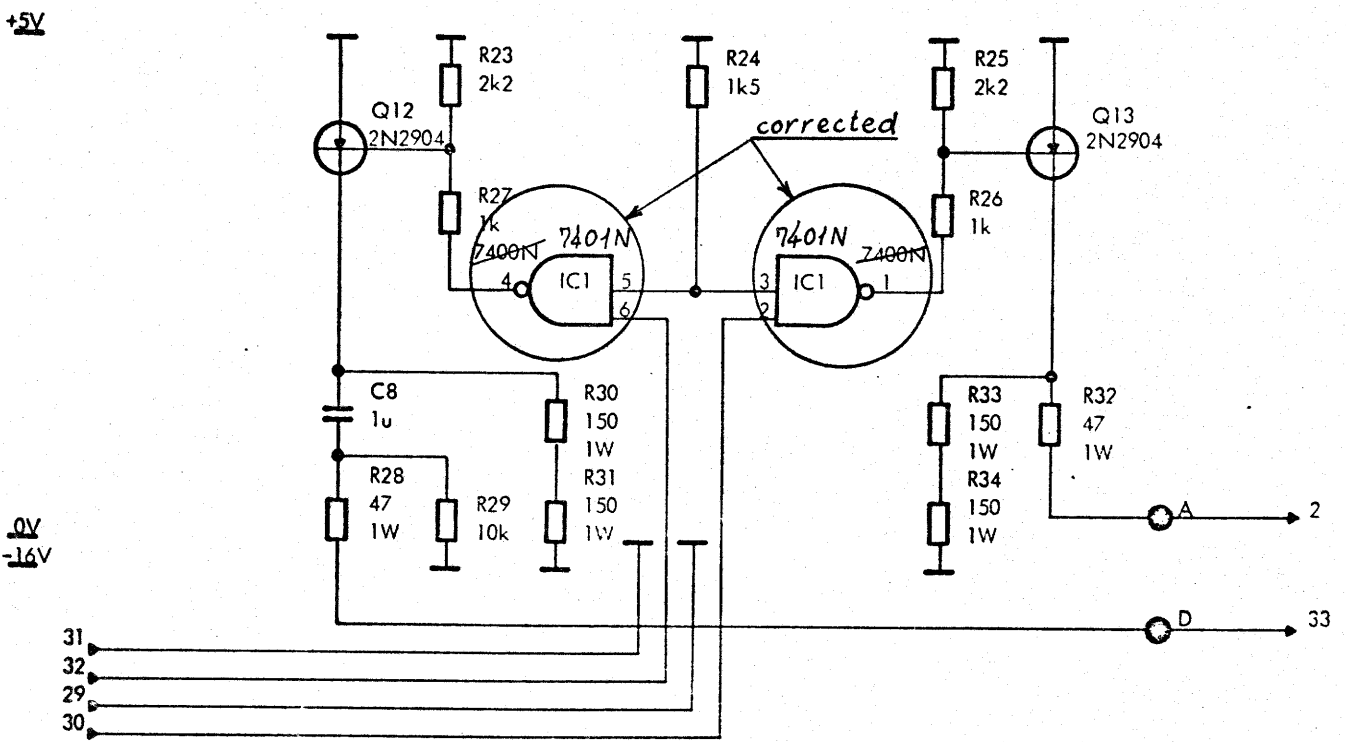 +5V
R23
2k2
R24
1k5
R25
2k2
Q12
2N2904
corrected
Q13
2N2904
R27
1k
R26
1k
7400N
7401N
7401N
7400N
4
IC1
5
6
3
2
IC1
1
C8
1u
R30
150
1W
R33
150
1W
R32
47
1W
R28
47
1W
R29
10k
R31
150
1W
R34
150
1W
0V
-16V
A
2
D
33
31
32
29
30